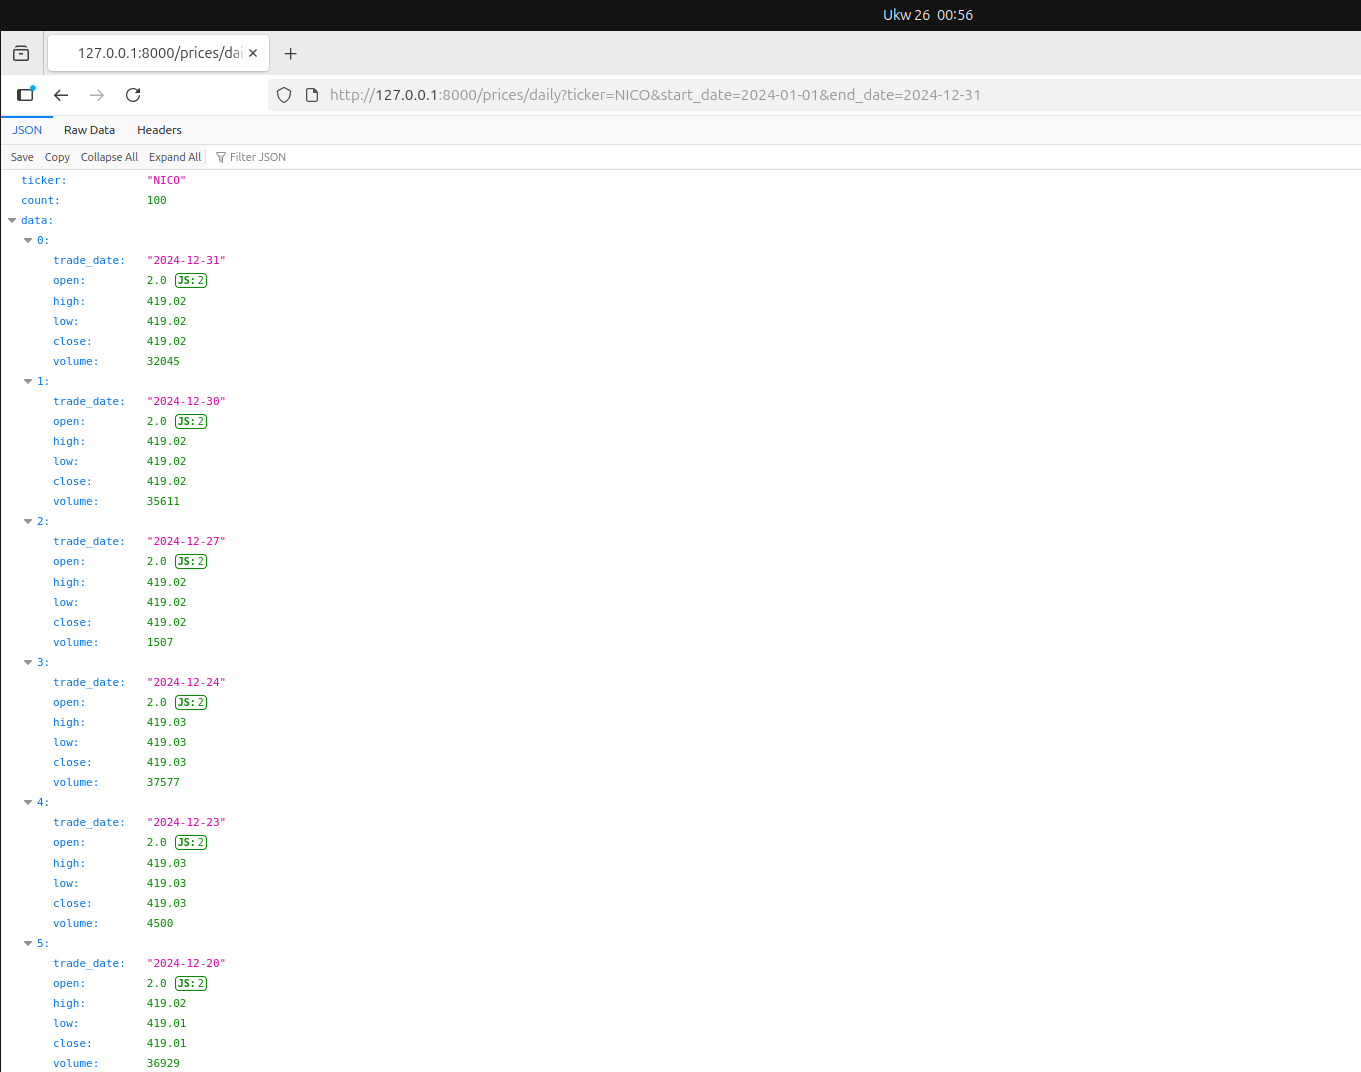 Ukw 26 00:56
127.0.0.1:8000/prices/dai
http://127.0.0.1:8000/prices/daily?ticker=NICO&start_date=2024-01-01&end_date=2024-12-31
JSON Raw Data Headers
Save Copy Collapse All Expand All Filter JSON
ticker: "NICO"
count: 100
data:
0:
trade_date: "2024-12-31"
open: 2.0 JS: 2
high: 419.02
low: 419.02
close: 419.02
volume: 32045
1:
trade_date: "2024-12-30"
open: 2.0 JS: 2
high: 419.02
low: 419.02
close: 419.02
volume: 35611
2:
trade_date: "2024-12-27"
open: 2.0 JS: 2
high: 419.02
low: 419.02
close: 419.02
volume: 1507
3:
trade_date: "2024-12-24"
open: 2.0 JS: 2
high: 419.03
low: 419.03
close: 419.03
volume: 37577
4:
trade_date: "2024-12-23"
open: 2.0 JS: 2
high: 419.03
low: 419.03
close: 419.03
volume: 4500
5:
trade_date: "2024-12-20"
open: 2.0 JS: 2
high: 419.02
low: 419.01
close: 419.01
volume: 36929